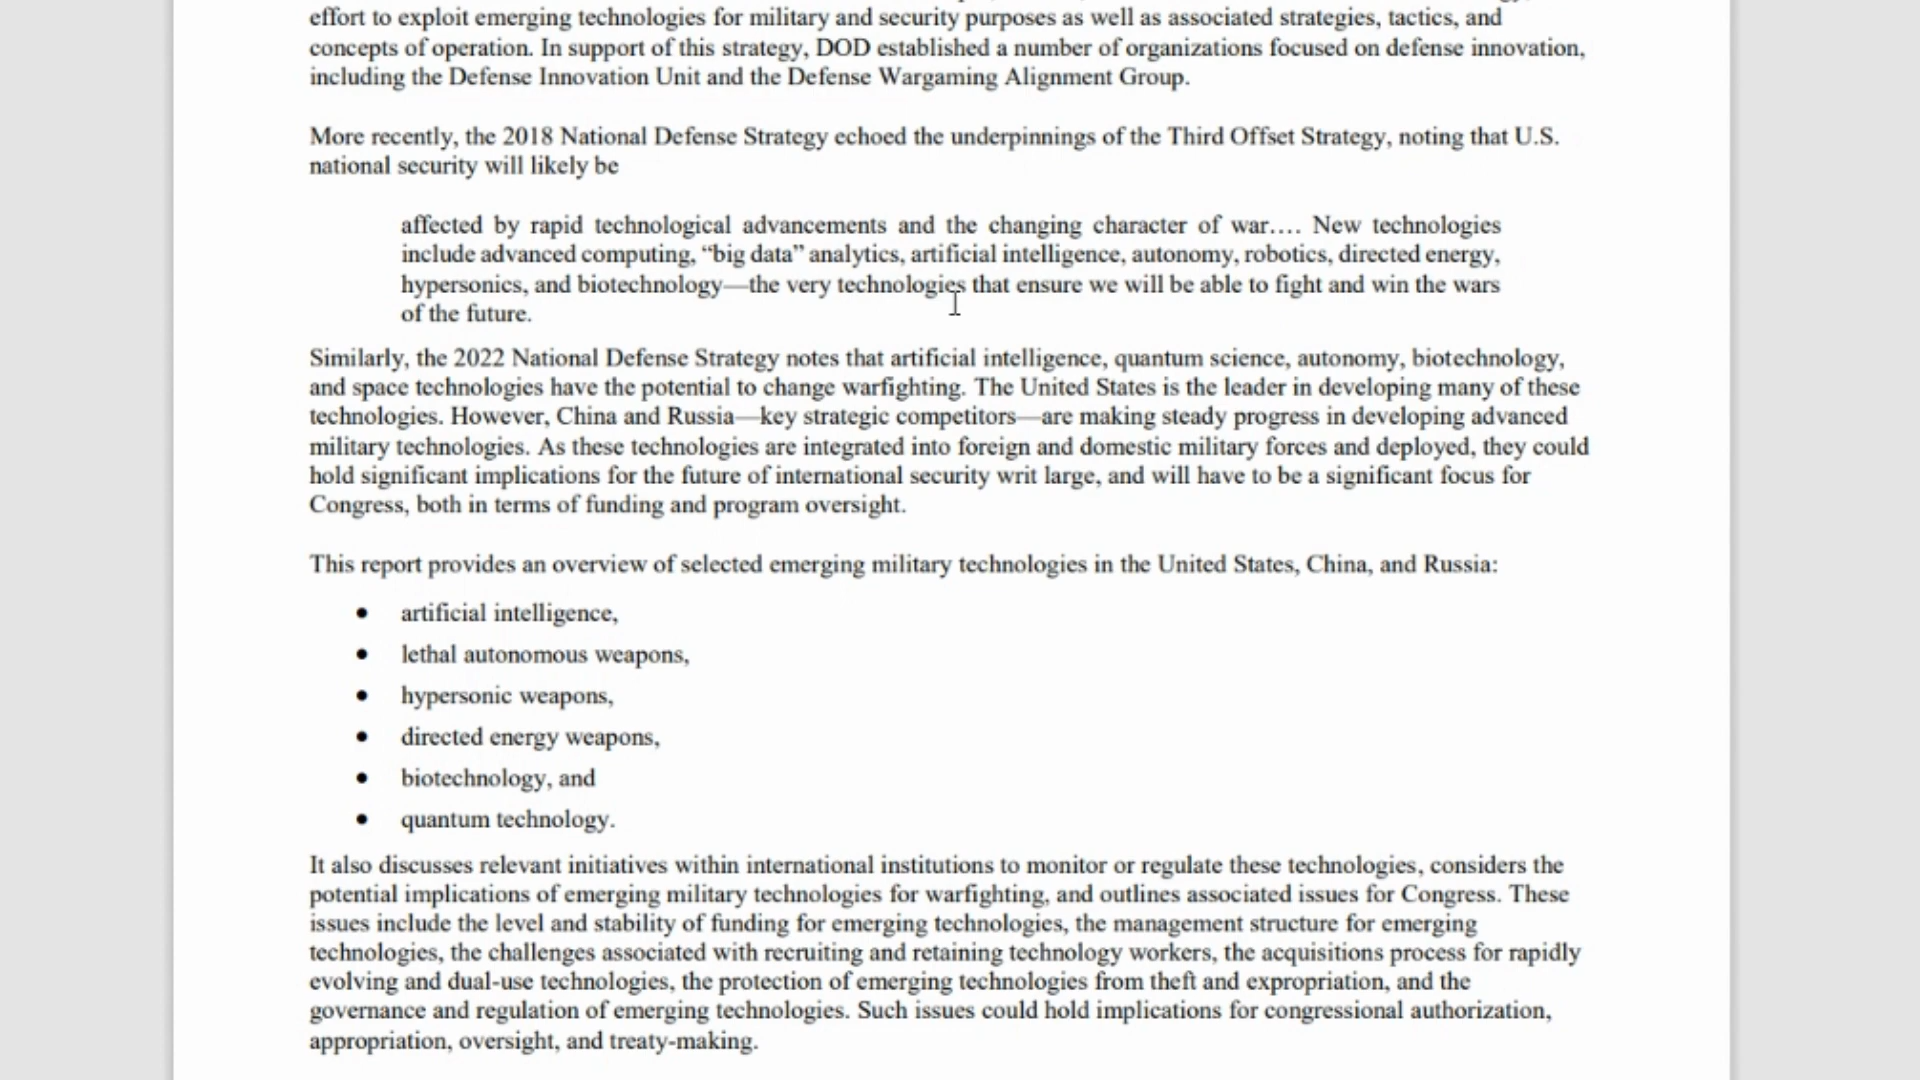 effort to exploit emerging technologies for military and security purposes as well as associated strategies, tactics, and
concepts of operation. In support of this strategy, DOD established a number of organizations focused on defense innovation,
including the Defense Innovation Unit and the Defense Wargaming Alignment Group.
More recently, the 2018 National Defense Strategy echoed the underpinnings of the Third Offset Strategy, noting that U.S.
national security will likely be
affected by rapid technological advancements and the changing character of war…. New technologies
include advanced computing, “big data” analytics, artificial intelligence, autonomy, robotics, directed energy,
hypersonics, and biotechnology—the very technologies that ensure we will be able to fight and win the wars
of the future.
Similarly, the 2022 National Defense Strategy notes that artificial intelligence, quantum science, autonomy, biotechnology,
and space technologies have the potential to change warfighting. The United States is the leader in developing many of these
technologies. However, China and Russia—key strategic competitors—are making steady progress in developing advanced
military technologies. As these technologies are integrated into foreign and domestic military forces and deployed, they could
hold significant implications for the future of international security writ large, and will have to be a significant focus for
Congress, both in terms of funding and program oversight.
This report provides an overview of selected emerging military technologies in the United States, China, and Russia:
• artificial intelligence,
• lethal autonomous weapons,
• hypersonic weapons,
• directed energy weapons,
• biotechnology, and
• quantum technology.
It also discusses relevant initiatives within international institutions to monitor or regulate these technologies, considers the
potential implications of emerging military technologies for warfighting, and outlines associated issues for Congress. These
issues include the level and stability of funding for emerging technologies, the management structure for emerging
technologies, the challenges associated with recruiting and retaining technology workers, the acquisitions process for rapidly
evolving and dual-use technologies, the protection of emerging technologies from theft and expropriation, and the
governance and regulation of emerging technologies. Such issues could hold implications for congressional authorization,
appropriation, oversight, and treaty-making.